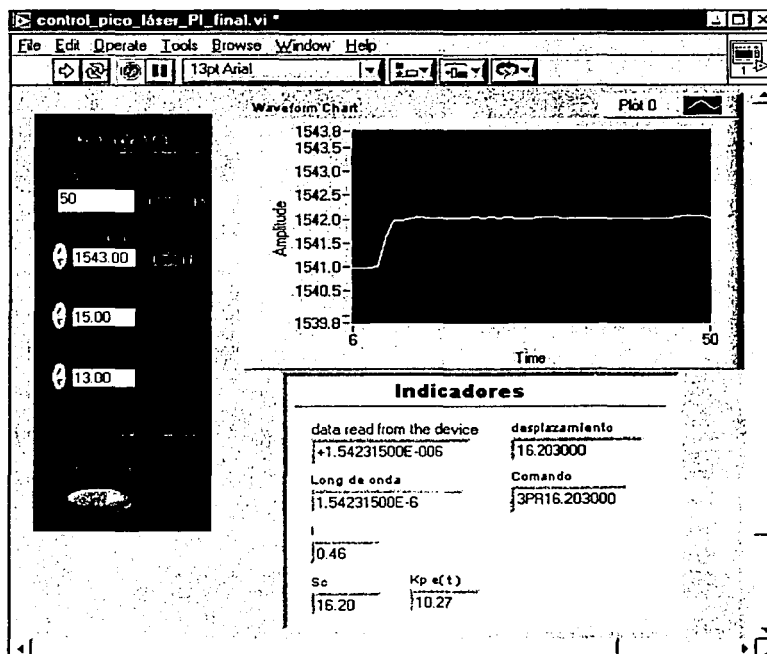 control_pico_láser_PI_final.vi *
File Edit Operate Tools Browse Window Help
13pt Arial
1
Waveform Chart
Plot 0
50
1543.00
15.00
13.00
Amplitude
1543.8
1543.5
1543.0
1542.5
1542.0
1541.5
1541.0
1540.5
1539.8
6
50
Time
Indicadores
data read from the device
+1.54231500E-006
desplazamiento
16.203000
Long de onda
1.54231500E-6
Comando
3PR16.203000
I
0.46
Sc
16.20
Kp e(t)
10.27